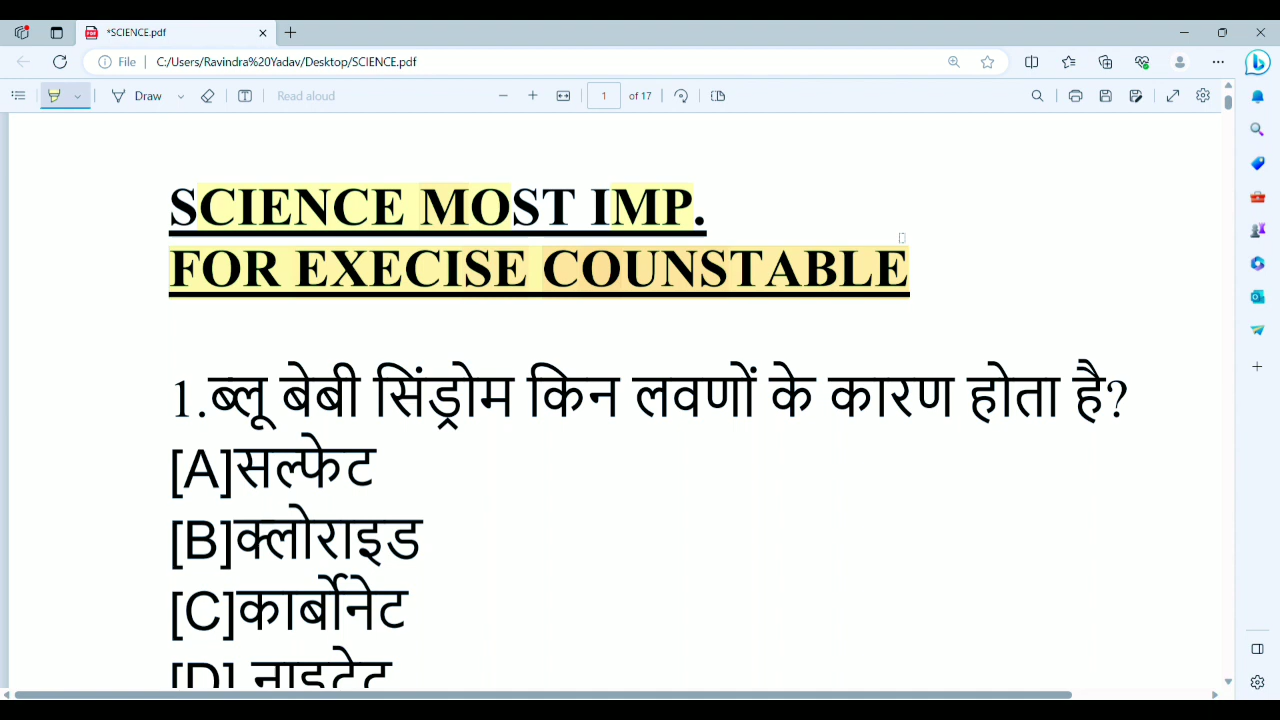 *SCIENCE.pdf
File C:/Users/Ravindra%20Yadav/Desktop/SCIENCE.pdf
Draw Read aloud 1 of 17
SCIENCE MOST IMP.
FOR EXECISE COUNSTABLE
1.ब्लू बेबी सिंड्रोम किन लवणों के कारण होता है?
[A]सल्फेट
[B]क्लोराइड
[C]कार्बोनेट
[D] नाइट्रेट